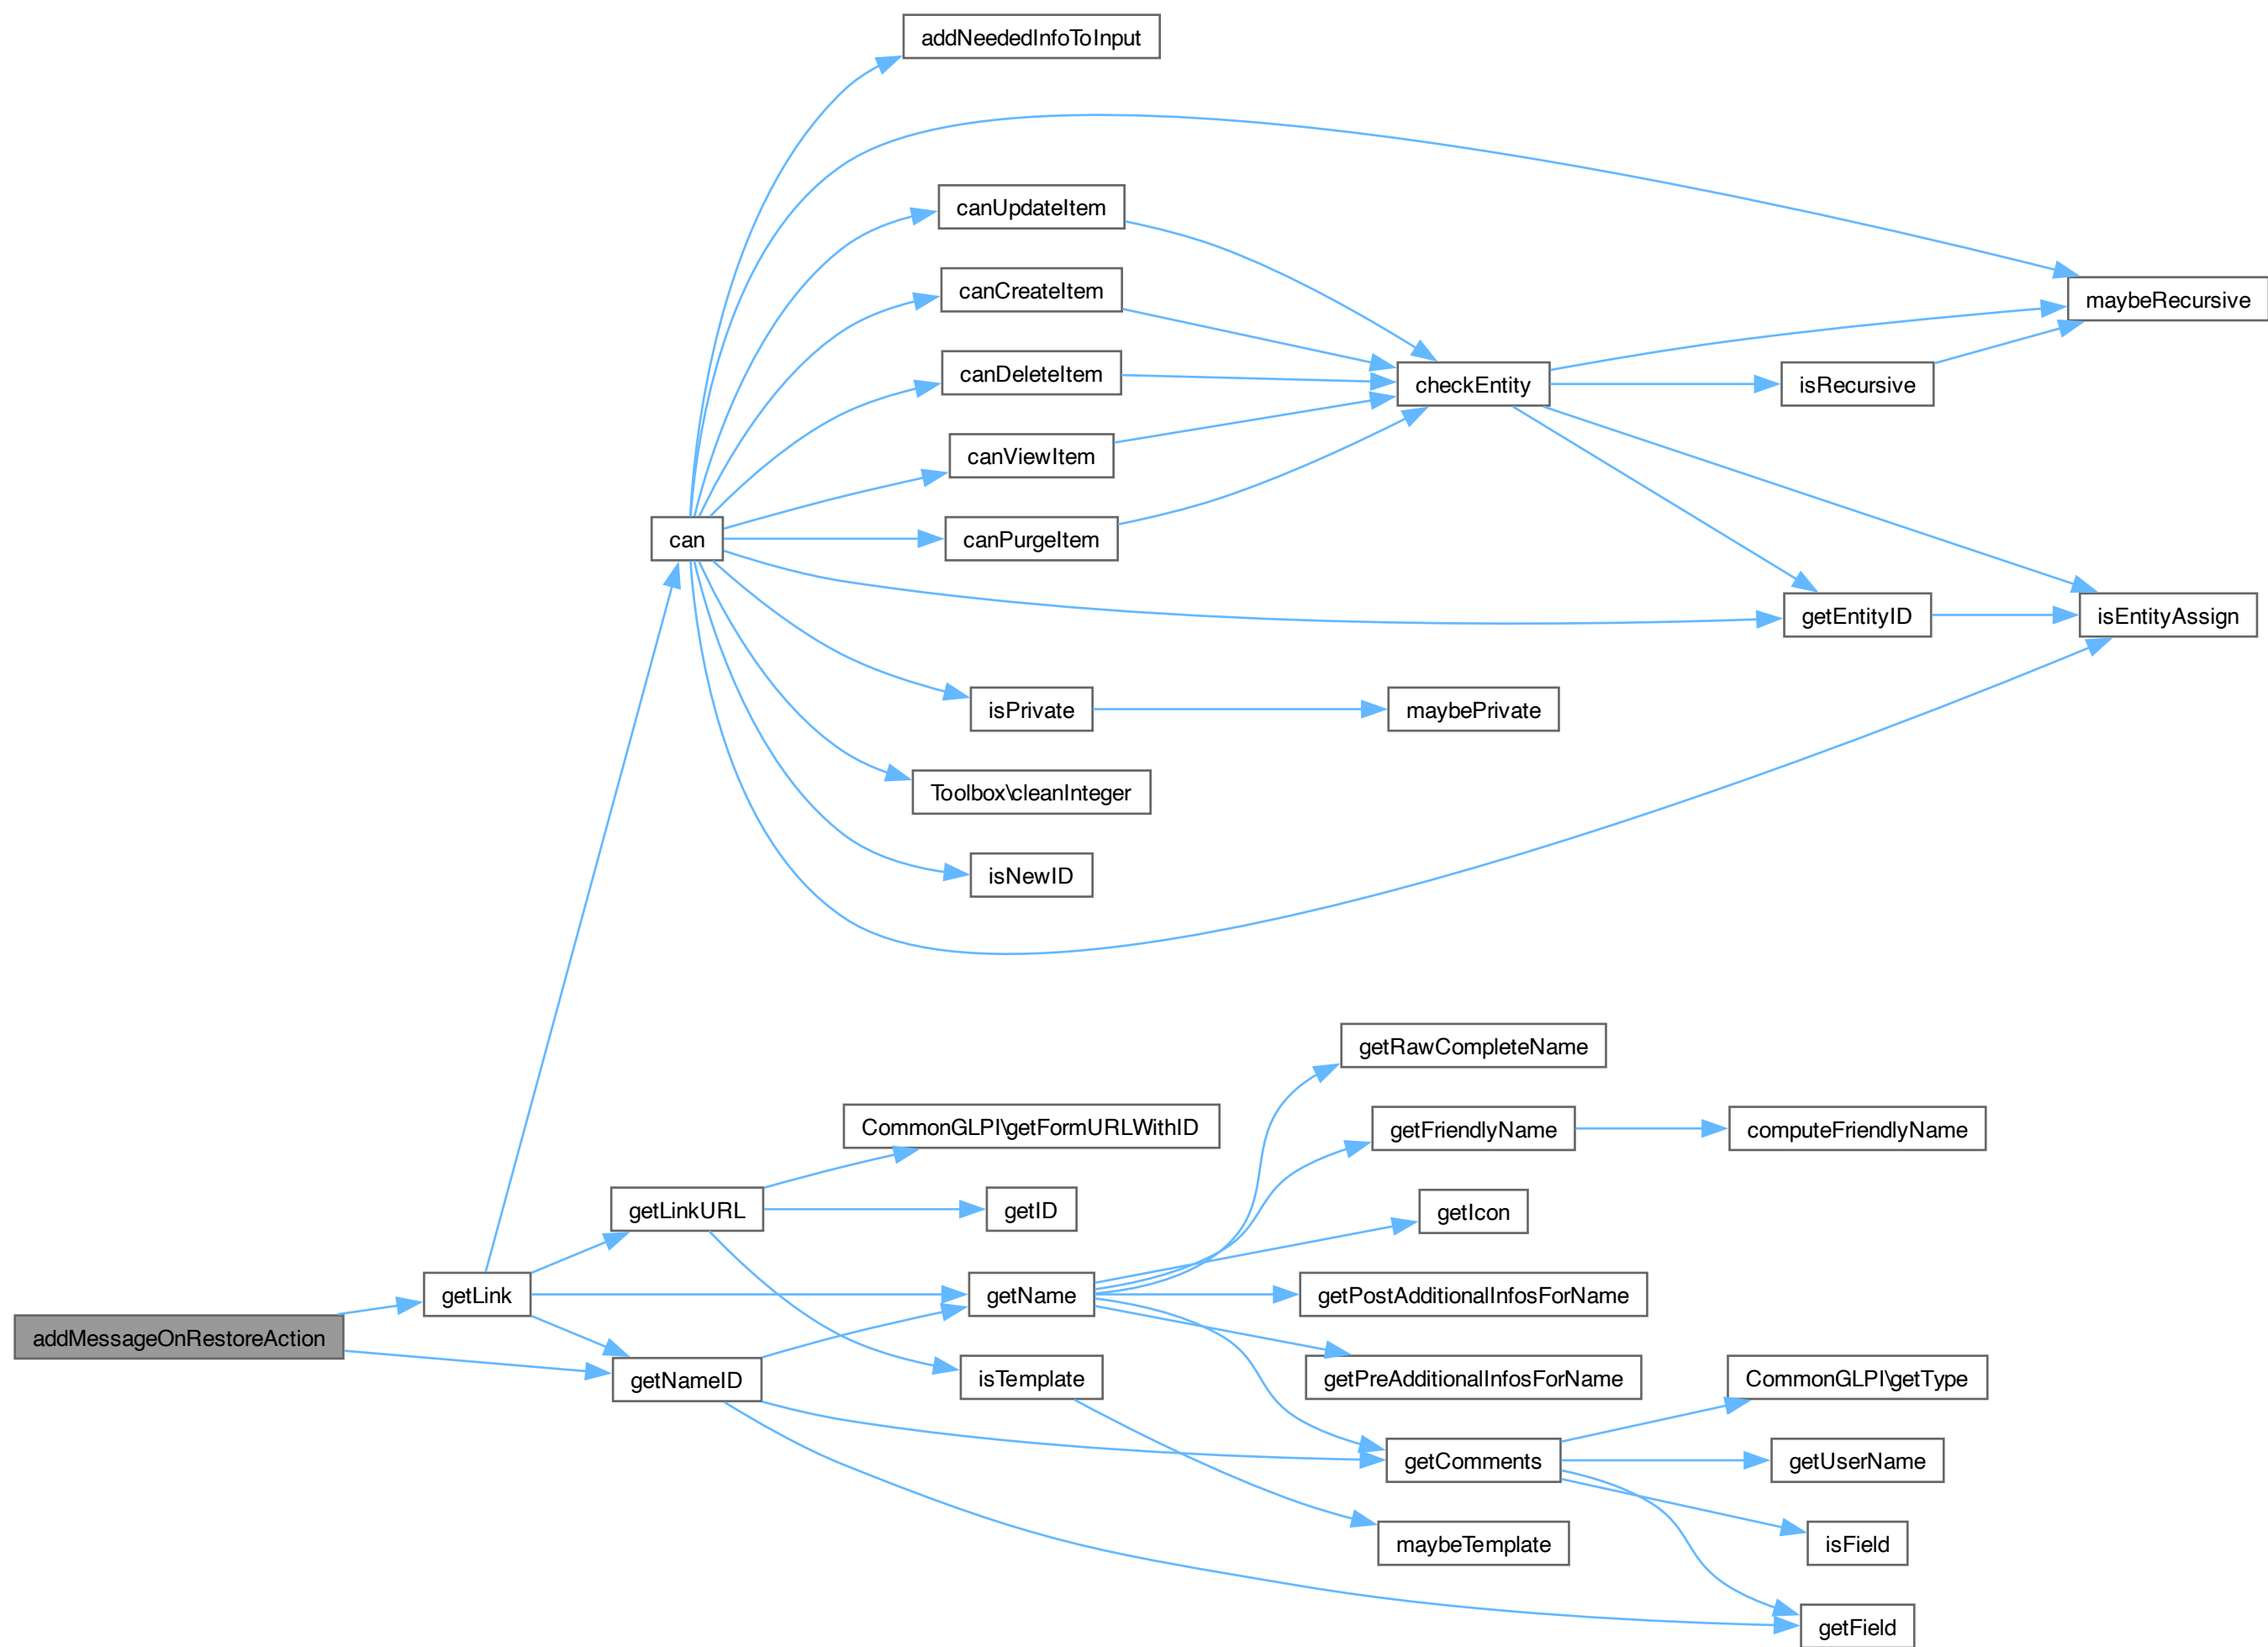 addNeededInfoToInput
canUpdateItem
canCreateItem
maybeRecursive
canDeleteItem
checkEntity
isRecursive
canViewItem
can
canPurgeItem
getEntityID
isEntityAssign
isPrivate
maybePrivate
Toolbox\cleanInteger
isNewID
getRawCompleteName
CommonGLPI\getFormURLWithID
getFriendlyName
computeFriendlyName
getLinkURL
getID
getIcon
getLink
getName
getPostAdditionalInfosForName
addMessageOnRestoreAction
getNameID
isTemplate
getPreAdditionalInfosForName
CommonGLPI\getType
getComments
getUserName
maybeTemplate
isField
getField